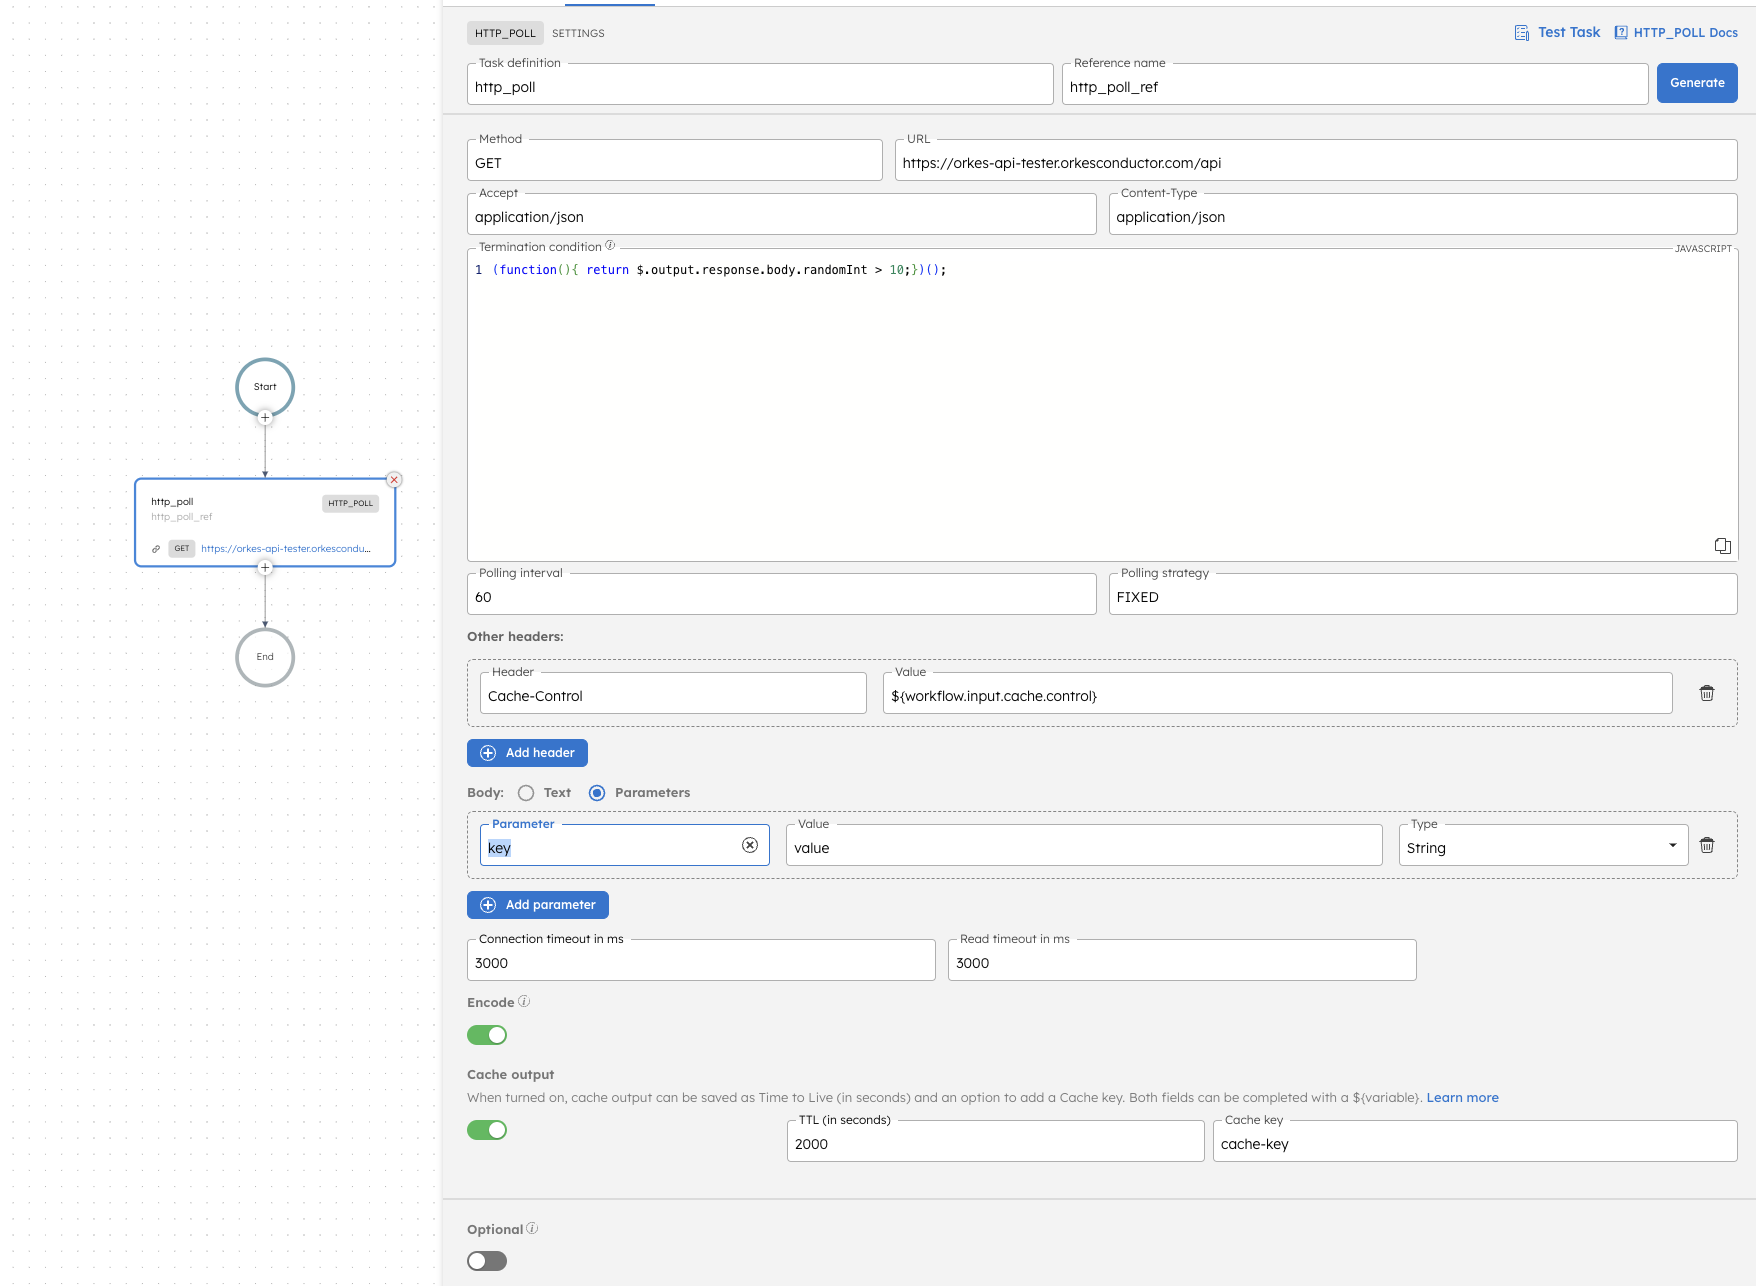 HTTP_POLL SETTINGS
Test Task
HTTP_POLL Docs
Task definition
http_poll
Reference name
http_poll_ref
Generate
Method
GET
URL
https://orkes-api-tester.orkesconductor.com/api
Accept
application/json
Content-Type
application/json
Termination condition
JAVASCRIPT
1 (function(){ return $.output.response.body.randomInt > 10;})();
Start
http_poll
HTTP_POLL
http_poll_ref
GET https://orkes-api-tester.orkescondu...
End
Polling interval
60
Polling strategy
FIXED
Other headers:
Header
Cache-Control
Value
${workflow.input.cache.control}
Add header
Body: Text Parameters
Parameter
key
Value
value
Type
String
Add parameter
Connection timeout in ms
3000
Read timeout in ms
3000
Encode
Cache output
When turned on, cache output can be saved as Time to Live (in seconds) and an option to add a Cache key. Both fields can be completed with a ${variable}. Learn more
TTL (in seconds)
2000
Cache key
cache-key
Optional